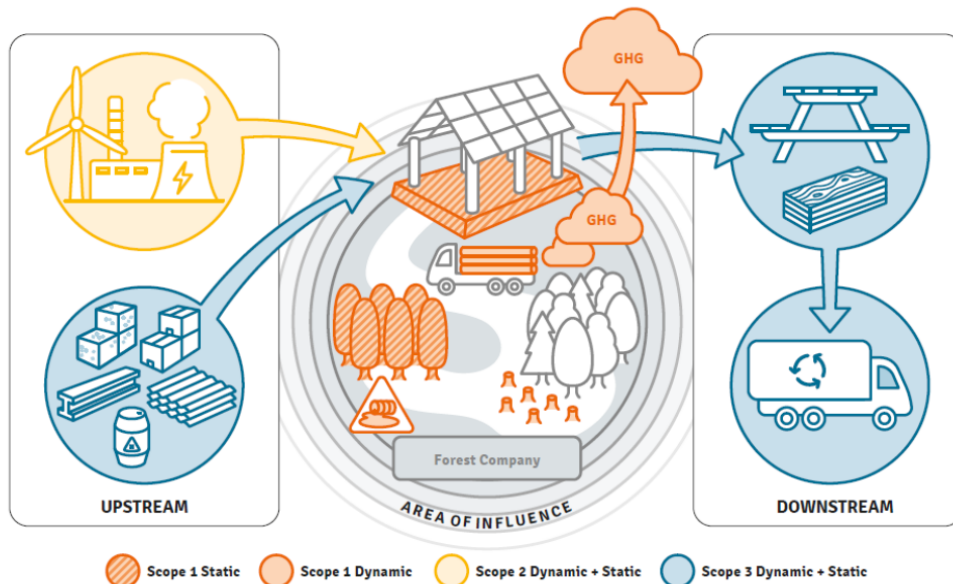 GHG
GHG
Forest Company
AREA OF INFLUENCE
UPSTREAM
DOWNSTREAM
Scope 1 Static
Scope 1 Dynamic
Scope 2 Dynamic + Static
Scope 3 Dynamic + Static